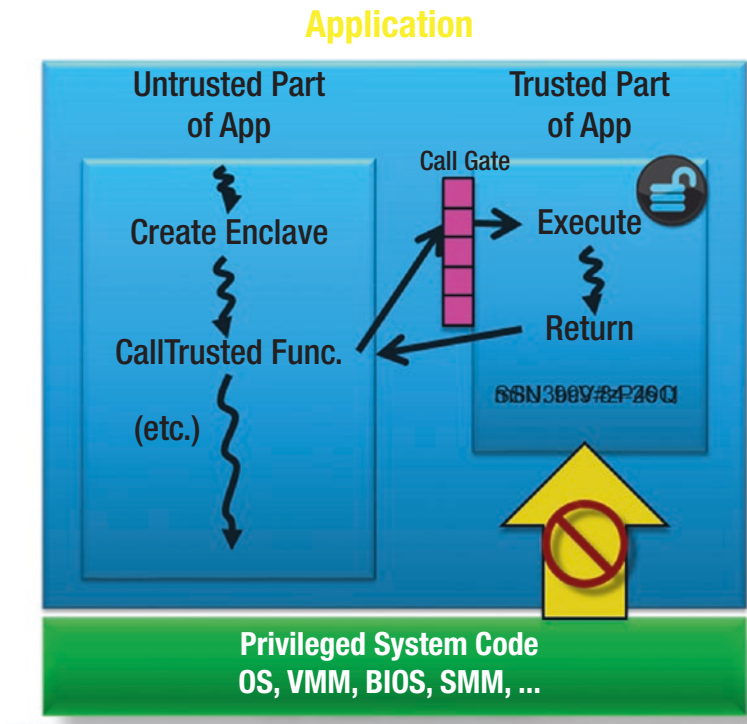 Application
Untrusted Part
of App
Trusted Part
of App
Call Gate
Create Enclave
Execute
CallTrusted Func.
Return
(etc.)
Privileged System Code
OS, VMM, BIOS, SMM, ...